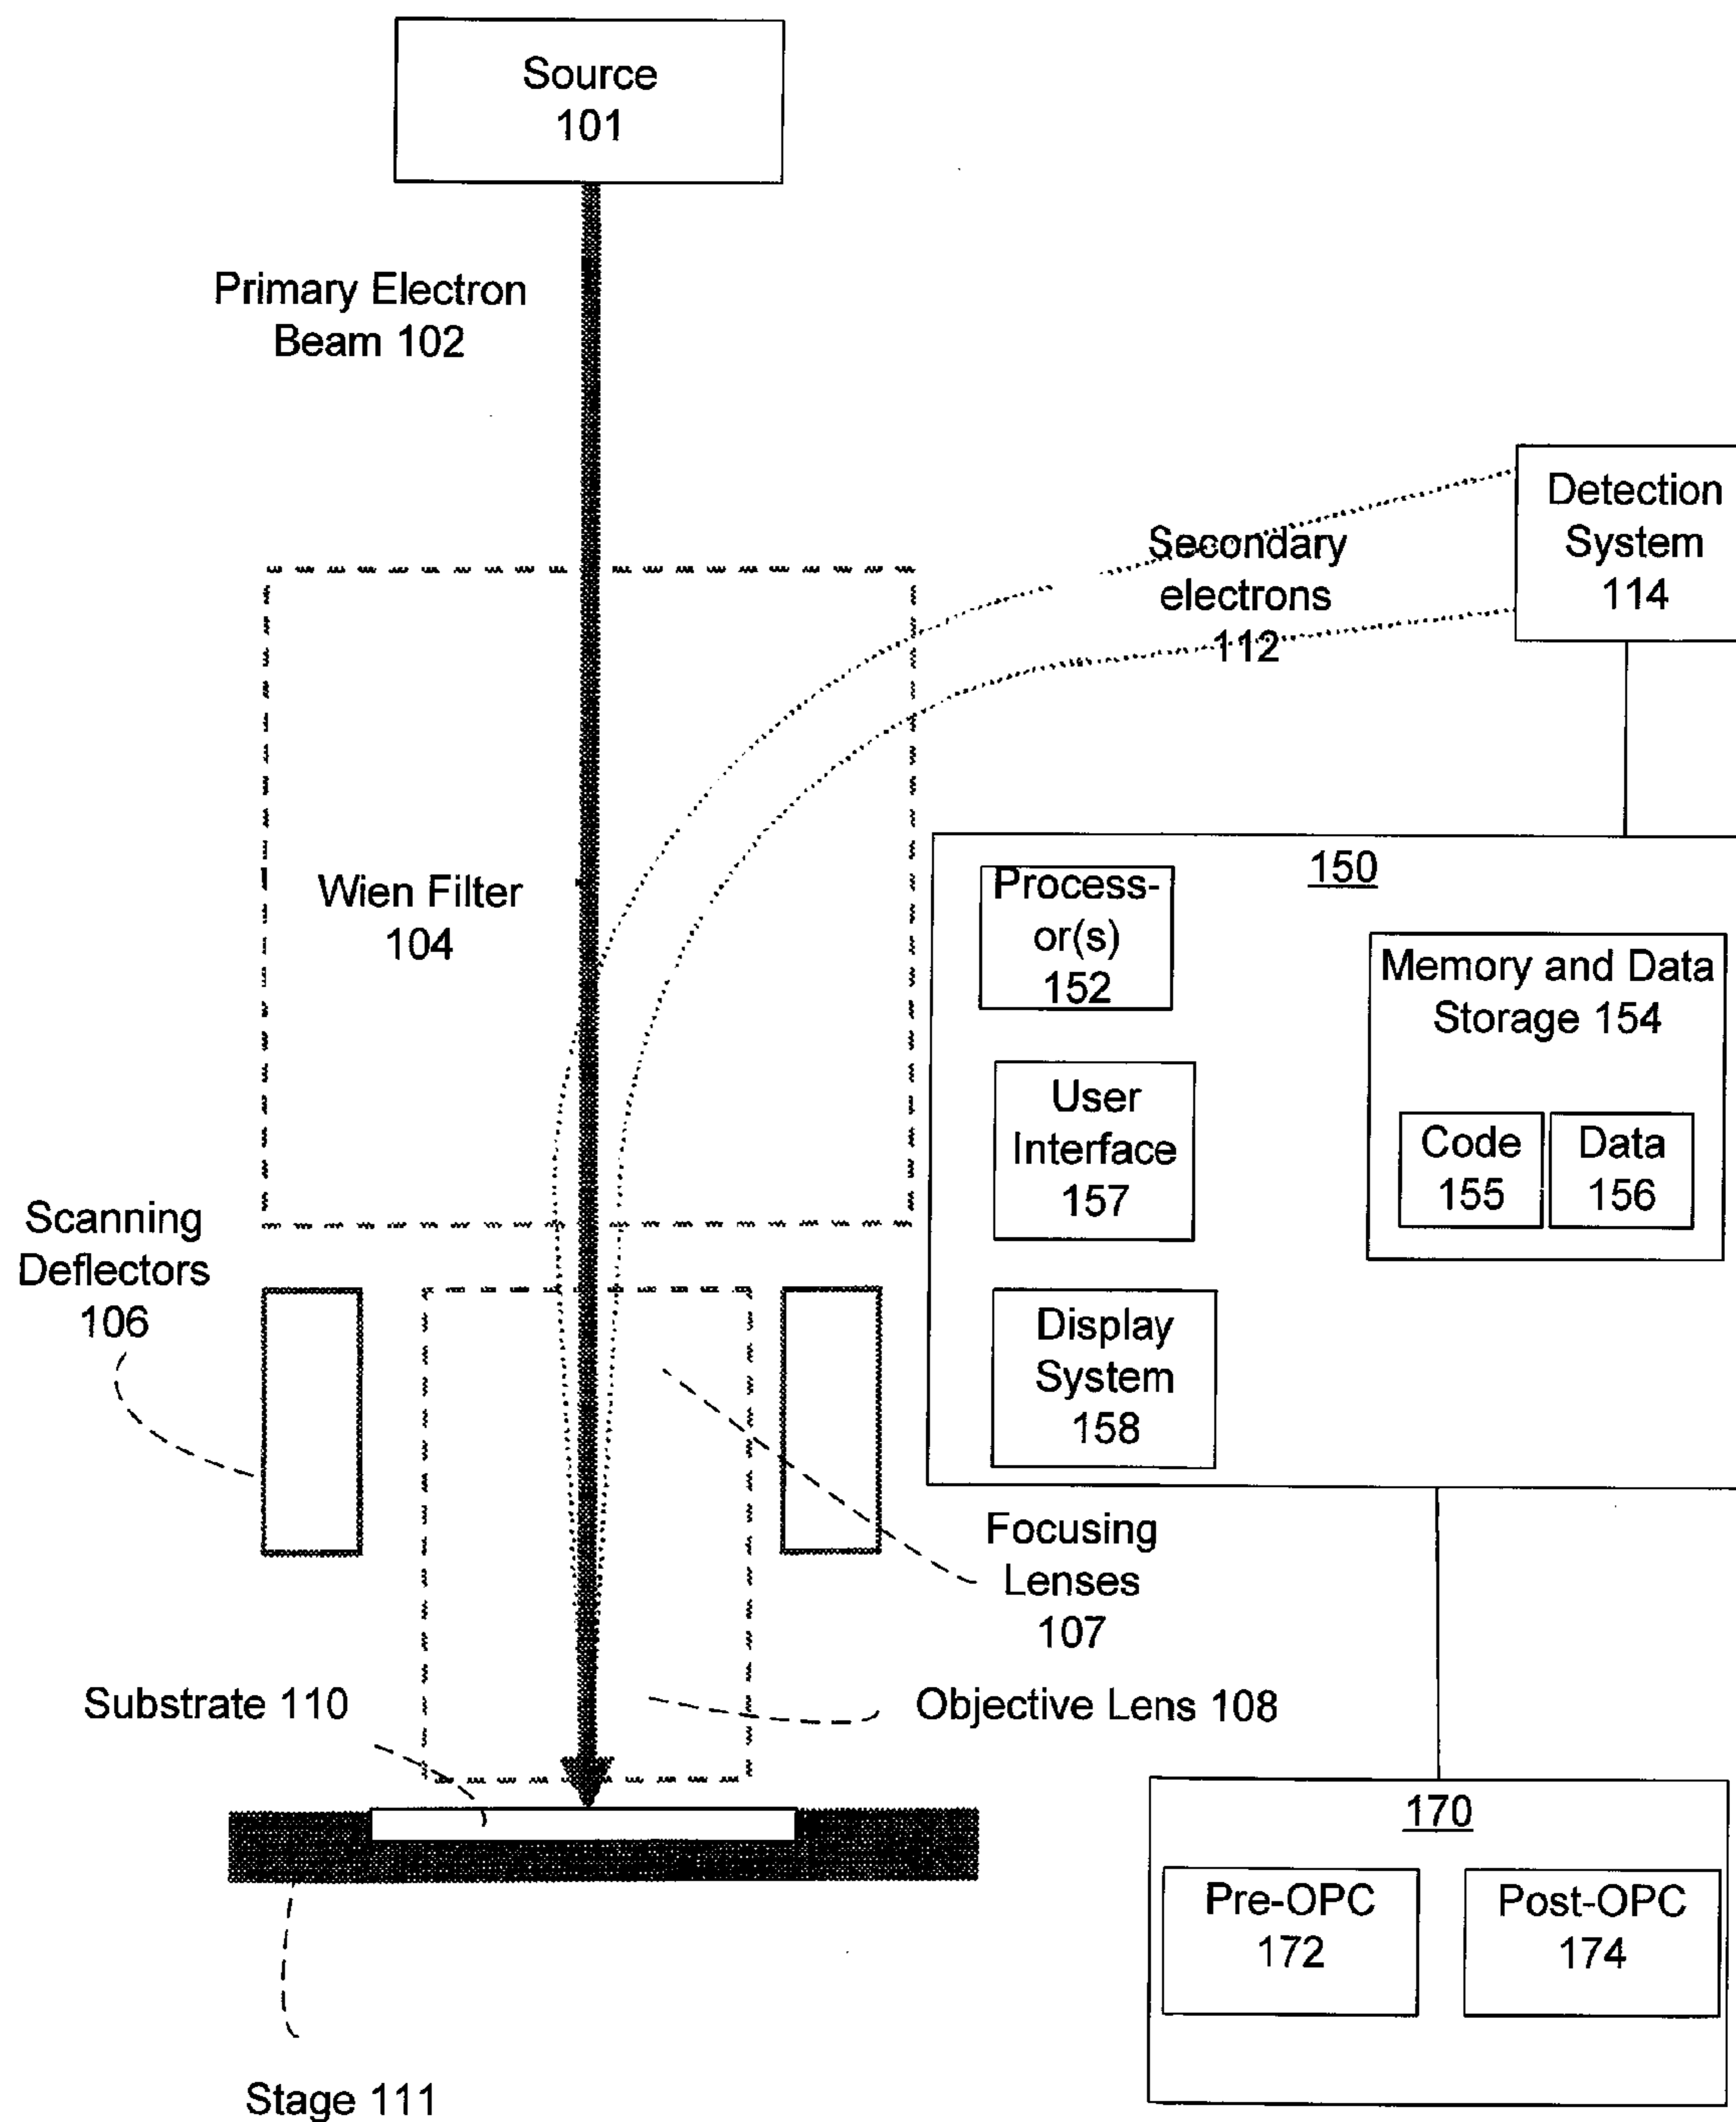 Source
101
Primary Electron
Beam 102
Detection
System
114
Secondary
electrons
112
Wien Filter
104
150
Process-
or(s)
152
Memory and Data
Storage 154
User
Interface
157
Code
155
Data
156
Scanning
Deflectors
106
Display
System
158
Focusing
Lenses
107
Substrate 110
Objective Lens 108
170
Pre-OPC
172
Post-OPC
174
Stage 111